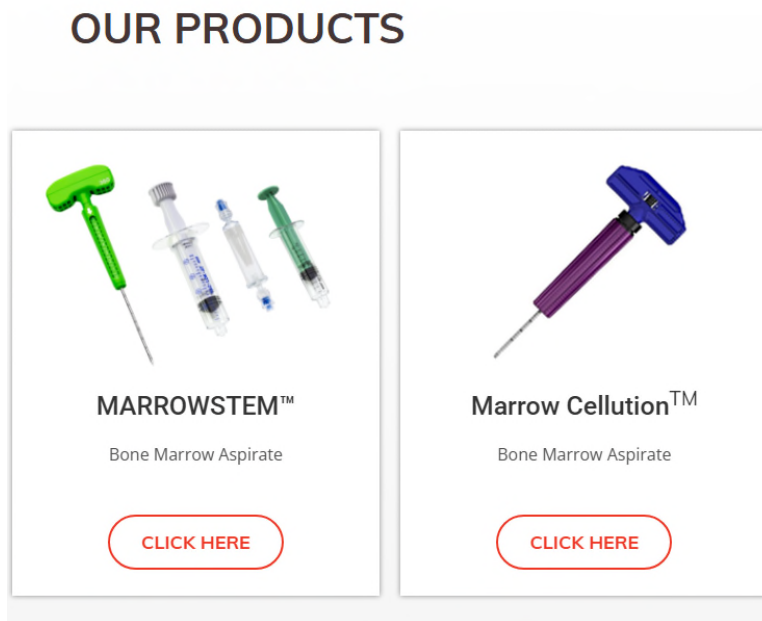 OUR PRODUCTS
MARROWSTEM™
Bone Marrow Aspirate
CLICK HERE
Marrow Cellution™
Bone Marrow Aspirate
CLICK HERE